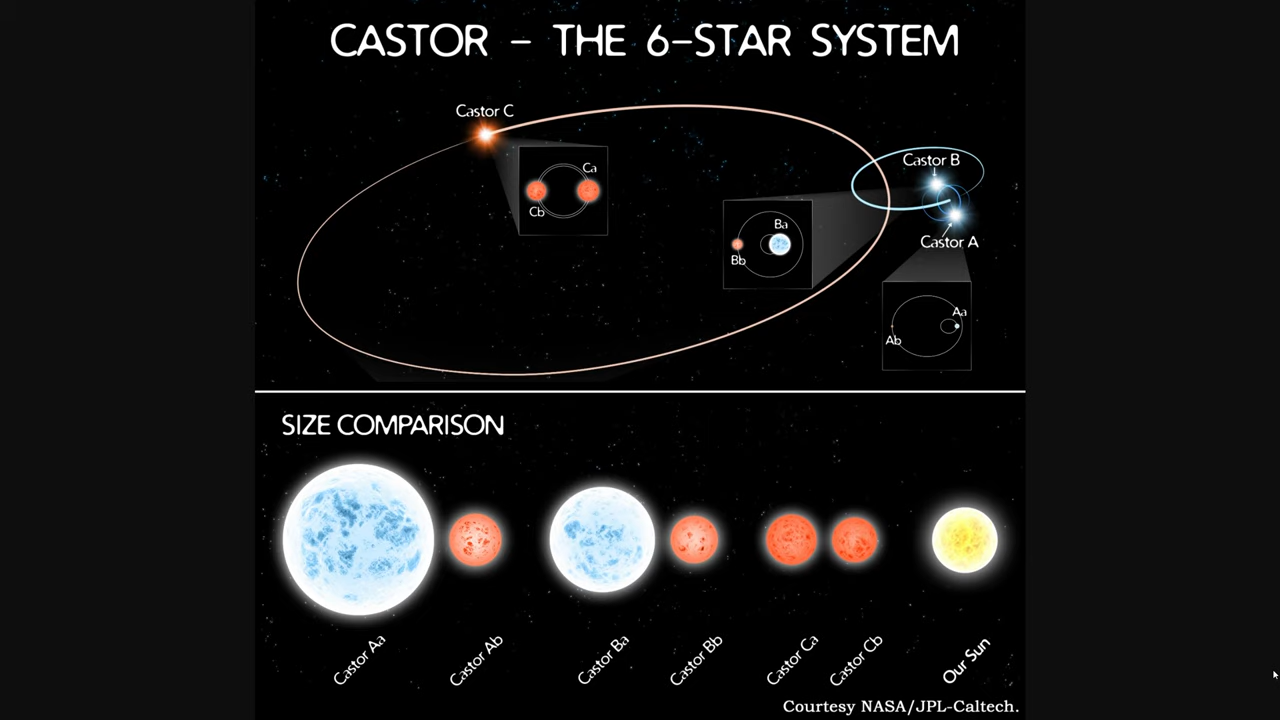 CASTOR - THE 6-STAR SYSTEM
Castor C
Ca
Cb
Castor B
Ba
Bb
Castor A
Aa
Ab
SIZE COMPARISON
Castor Aa
Castor Ab
Castor Ba
Castor Bb
Castor Ca
Castor Cb
Our Sun
Courtesy NASA/JPL-Caltech.